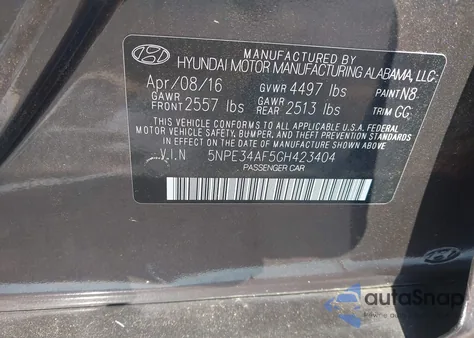 MANUFACTURED BY
HYUNDAI MOTOR MANUFACTURING ALABAMA, LLC.
Apr/08/16 GVWR 4497 lbs PAINT N8
GAWR FRONT 2557 lbs GAWR REAR 2513 lbs TRIM GG
THIS VEHICLE CONFORMS TO ALL APPLICABLE U.S. FEDERAL
MOTOR VEHICLE SAFETY, BUMPER, AND THEFT PREVENTION STANDARDS
IN EFFECT ON THE DATE OF MANUFACTURE SHOWN ABOVE.
V.I.N 5NPE34AF5GH423404
PASSENGER CAR
autoSnap